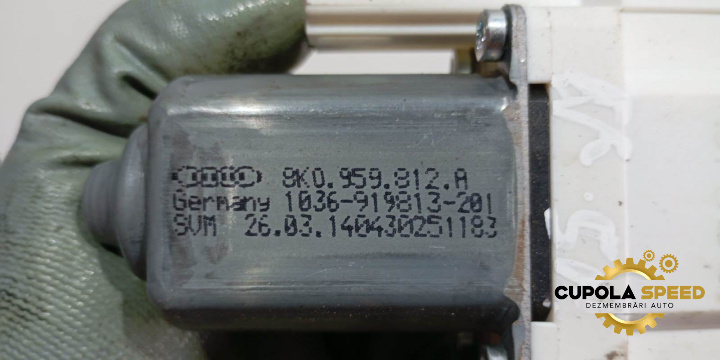 8K0.959.812.A
Germany 1036-919813-201
SVM 26.03.140430251183
CUPOLA SPEED
DEZMEMBRĂRI AUTO